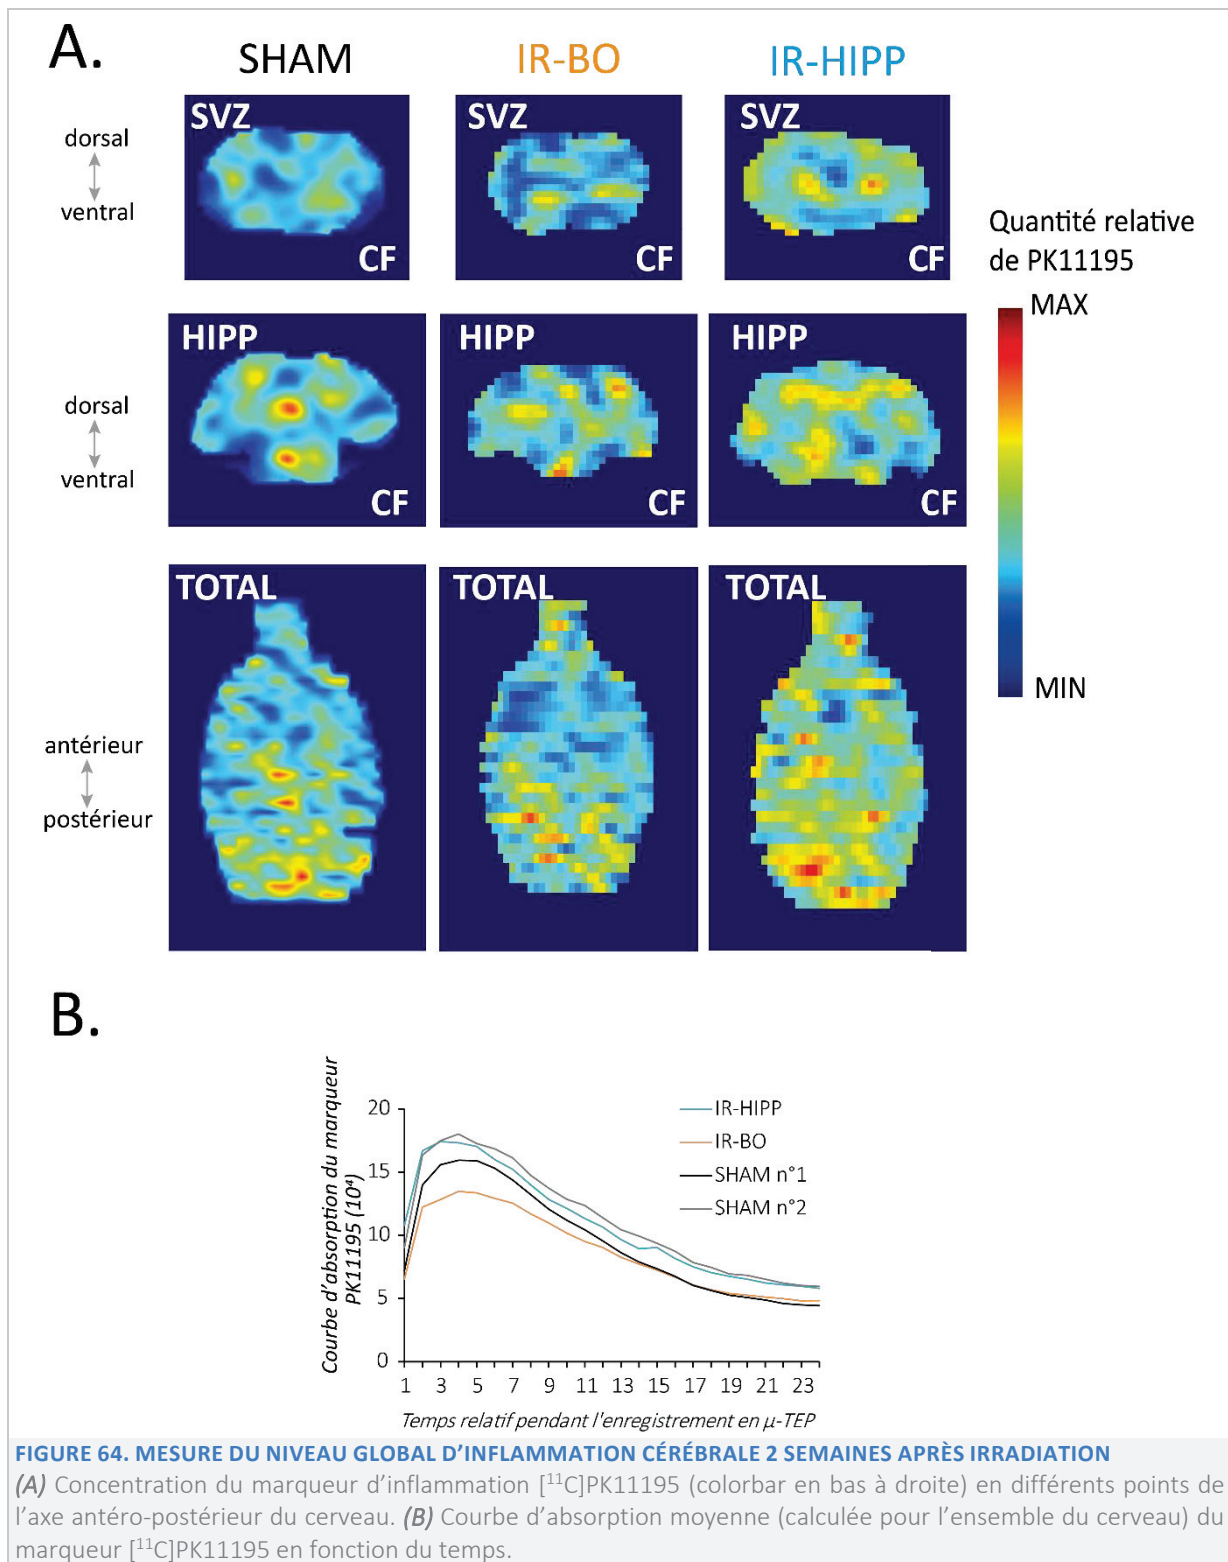 A.
SHAM
IR-BO
IR-HIPP
dorsal
ventral
SVZ
CF
SVZ
CF
SVZ
CF
Quantité relative
de PK11195
MAX
MIN
dorsal
ventral
HIPP
CF
HIPP
CF
HIPP
CF
antérieur
postérieur
TOTAL
TOTAL
TOTAL
B.
Courbe d'absorption du marqueur
PK11195 (10⁴)
20
15
10
5
0
1 3 5 7 9 11 13 15 17 19 21 23
Temps relatif pendant l'enregistrement en µ-TEP
IR-HIPP
IR-BO
SHAM n°1
SHAM n°2
FIGURE 64. MESURE DU NIVEAU GLOBAL D’INFLAMMATION CÉRÉBRALE 2 SEMAINES APRÈS IRRADIATION
(A) Concentration du marqueur d’inflammation [¹¹C]PK11195 (colorbar en bas à droite) en différents points de
l’axe antéro-postérieur du cerveau. (B) Courbe d’absorption moyenne (calculée pour l’ensemble du cerveau) du
marqueur [¹¹C]PK11195 en fonction du temps.